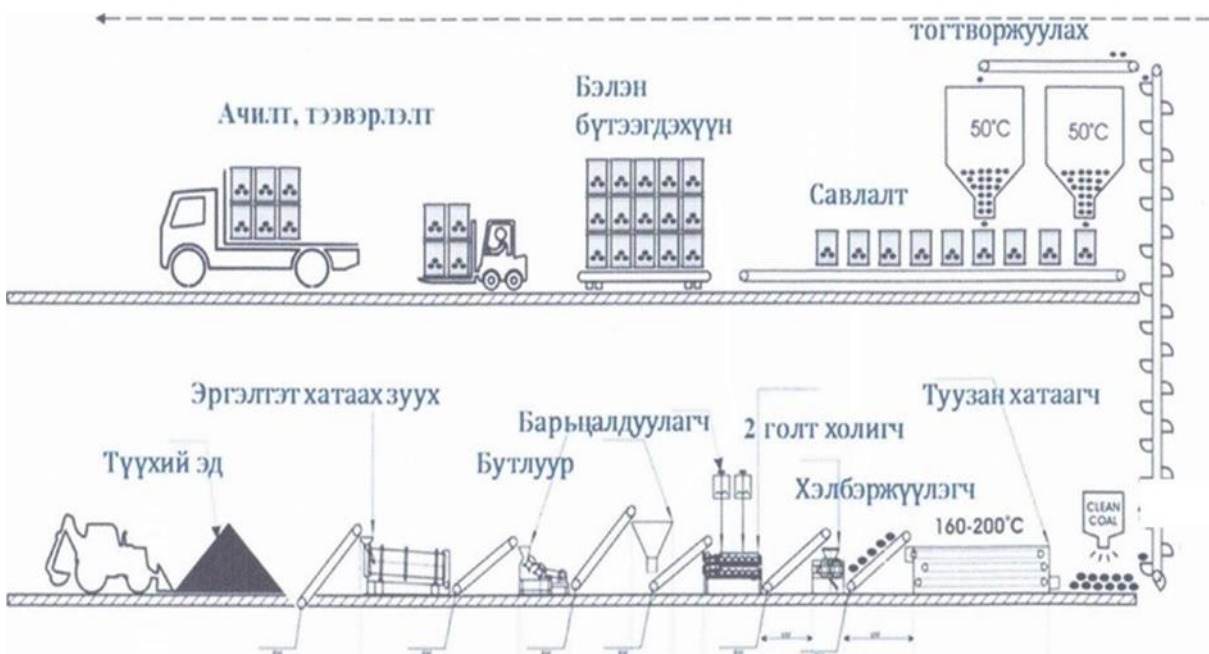 тогтворжуулах
Ачилт, тээвэрлэлт
Бэлэн
бүтээгдэхүүн
50°C
50°C
Савлалт
Эргэлтэт хатаах зуух
Барьцалдуулагч
2 голт холигч
Туузан хатаагч
Түүхий эд
Бутлуур
Хэлбэржүүлэгч
160-200°C
CLEAN
COAL